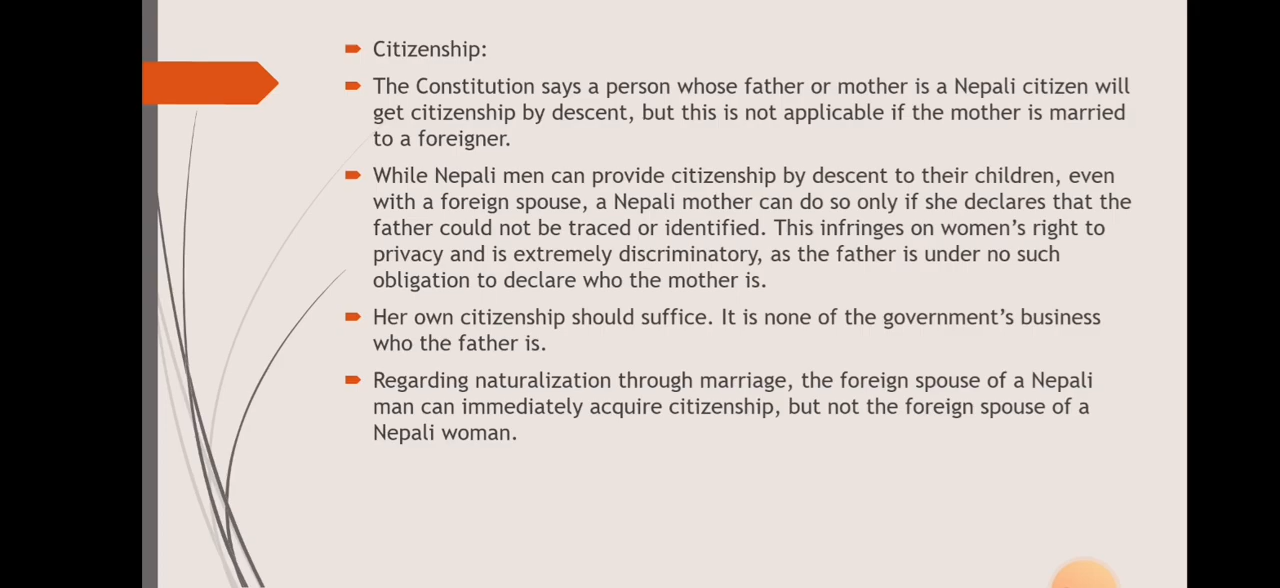 Citizenship:
The Constitution says a person whose father or mother is a Nepali citizen will
get citizenship by descent, but this is not applicable if the mother is married
to a foreigner.
While Nepali men can provide citizenship by descent to their children, even
with a foreign spouse, a Nepali mother can do so only if she declares that the
father could not be traced or identified. This infringes on women’s right to
privacy and is extremely discriminatory, as the father is under no such
obligation to declare who the mother is.
Her own citizenship should suffice. It is none of the government’s business
who the father is.
Regarding naturalization through marriage, the foreign spouse of a Nepali
man can immediately acquire citizenship, but not the foreign spouse of a
Nepali woman.